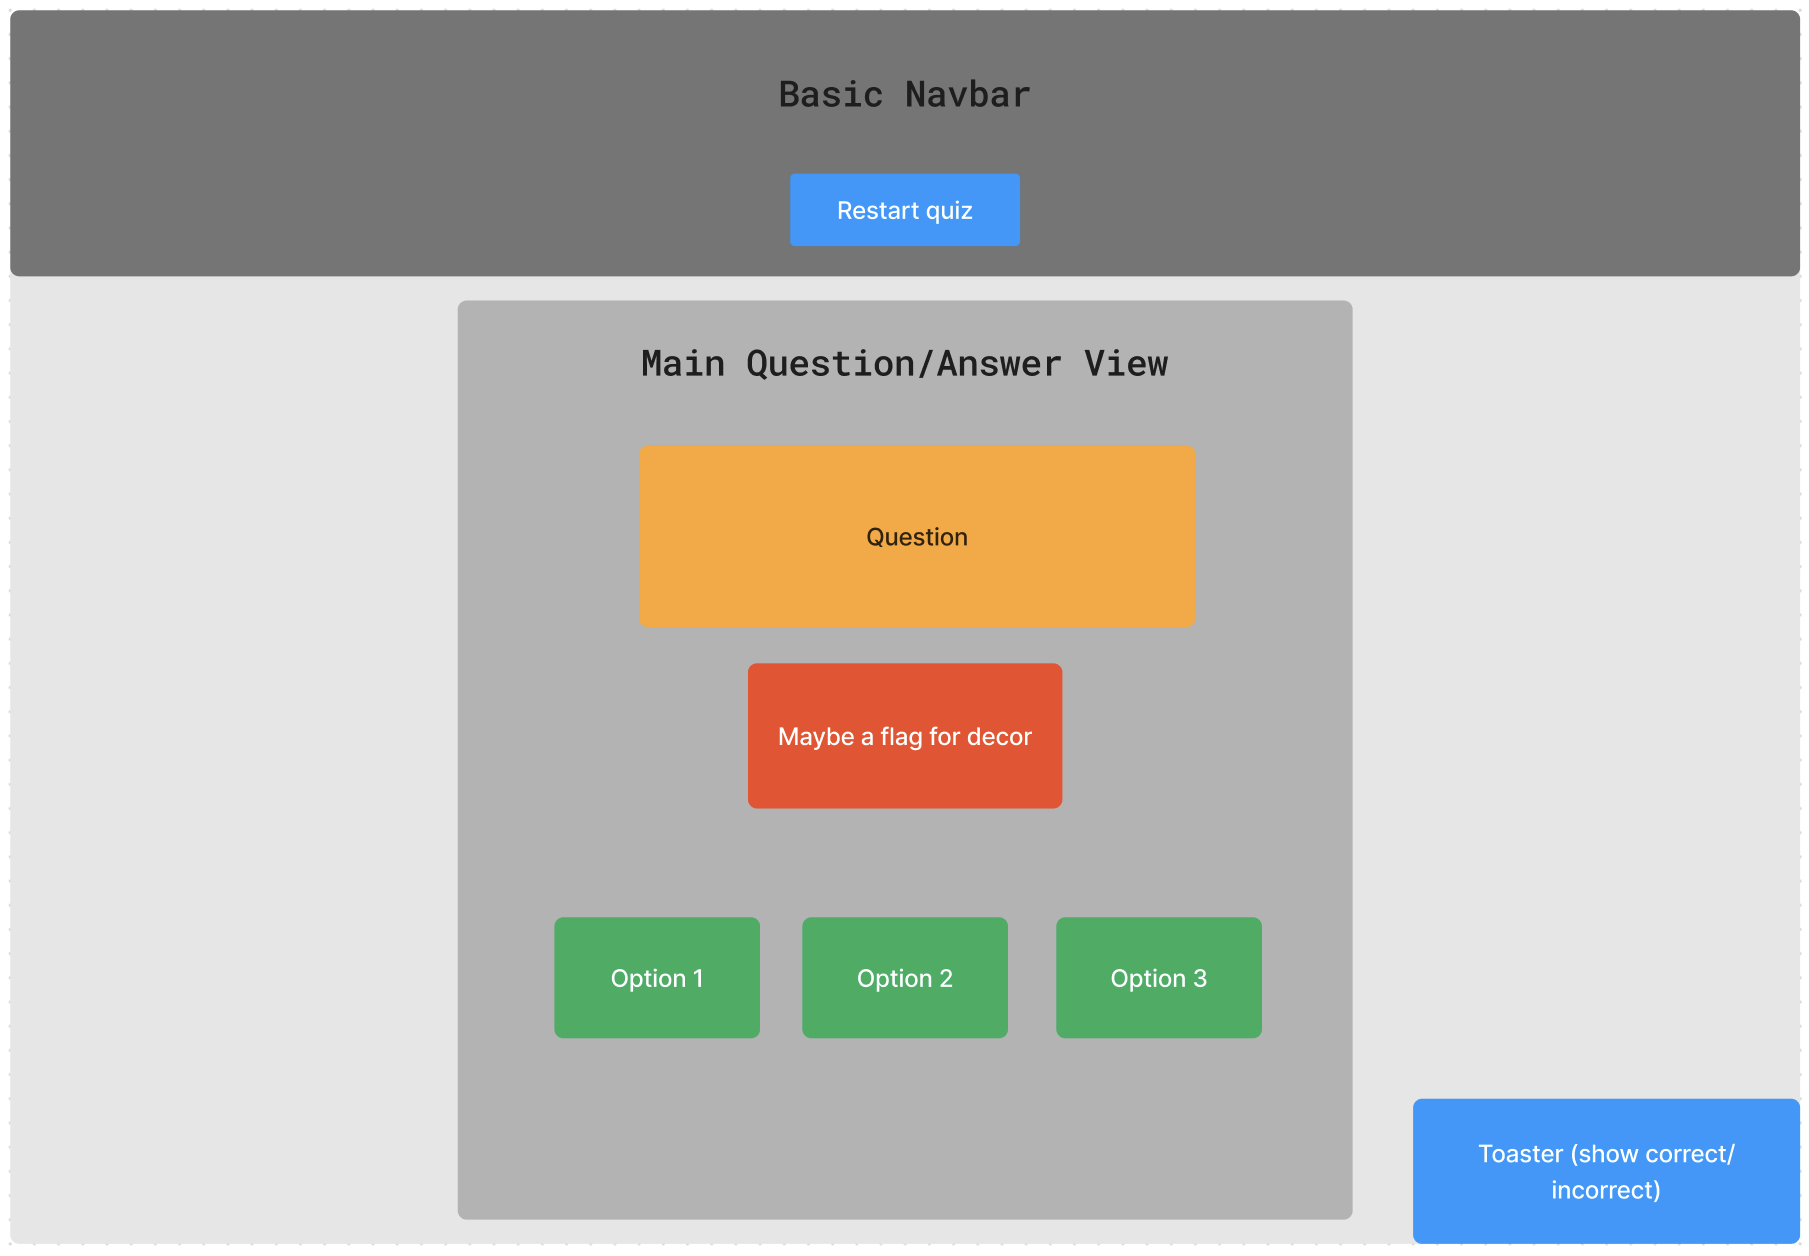 Basic Navbar
Restart quiz
Main Question/Answer View
Question
Maybe a flag for decor
Option 1
Option 2
Option 3
Toaster (show correct/
incorrect)